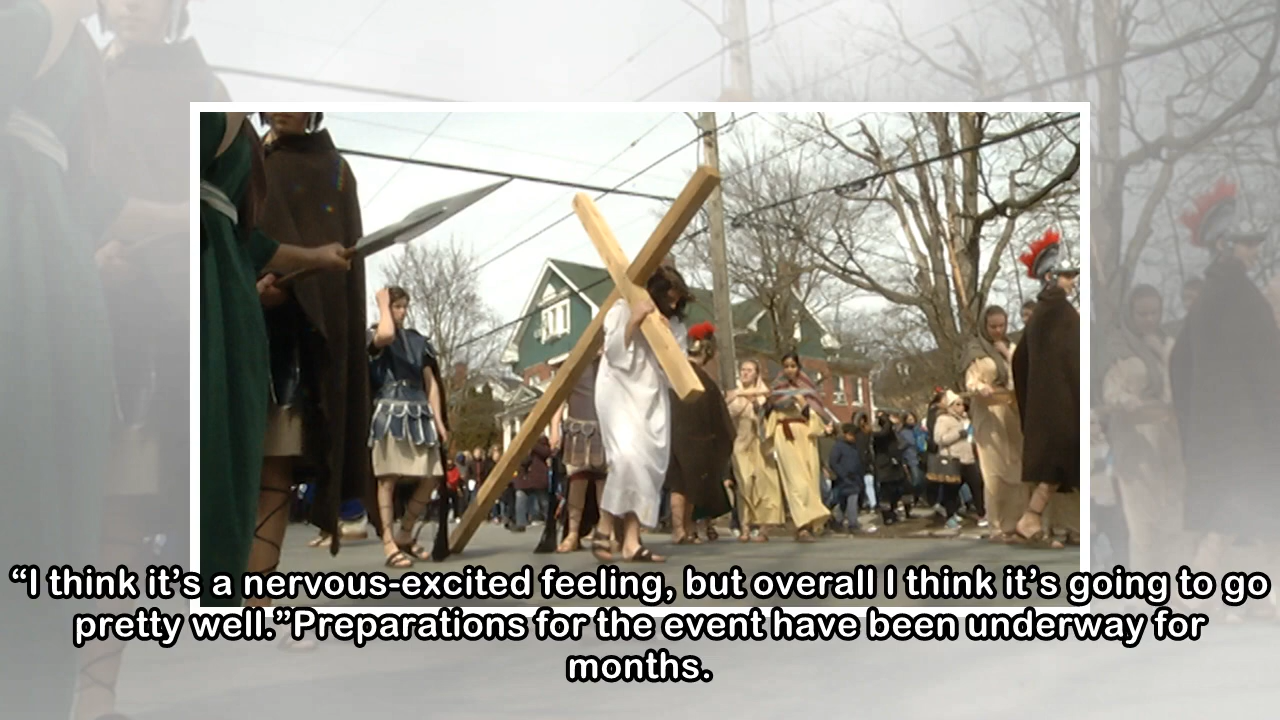 “I think it’s a nervous-excited feeling, but overall I think it’s going to go
pretty well.”Preparations for the event have been underway for
months.